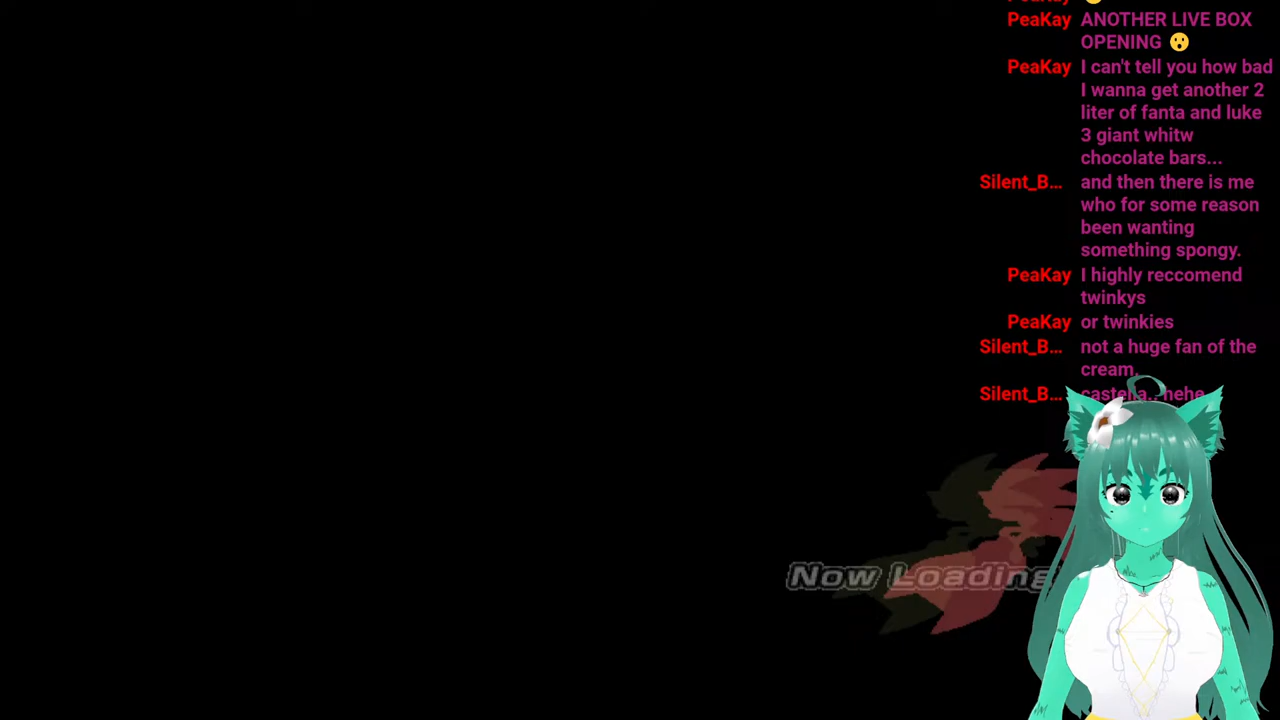 PeaKay ANOTHER LIVE BOX
OPENING 😮
PeaKay I can't tell you how bad
I wanna get another 2
liter of fanta and luke
3 giant whitw
chocolate bars...
Silent_B... and then there is me
who for some reason
been wanting
something spongy.
PeaKay I highly reccomend
twinkys
PeaKay or twinkies
Silent_B... not a huge fan of the
cream.
Silent_B... castella.. hehe
Now Loading